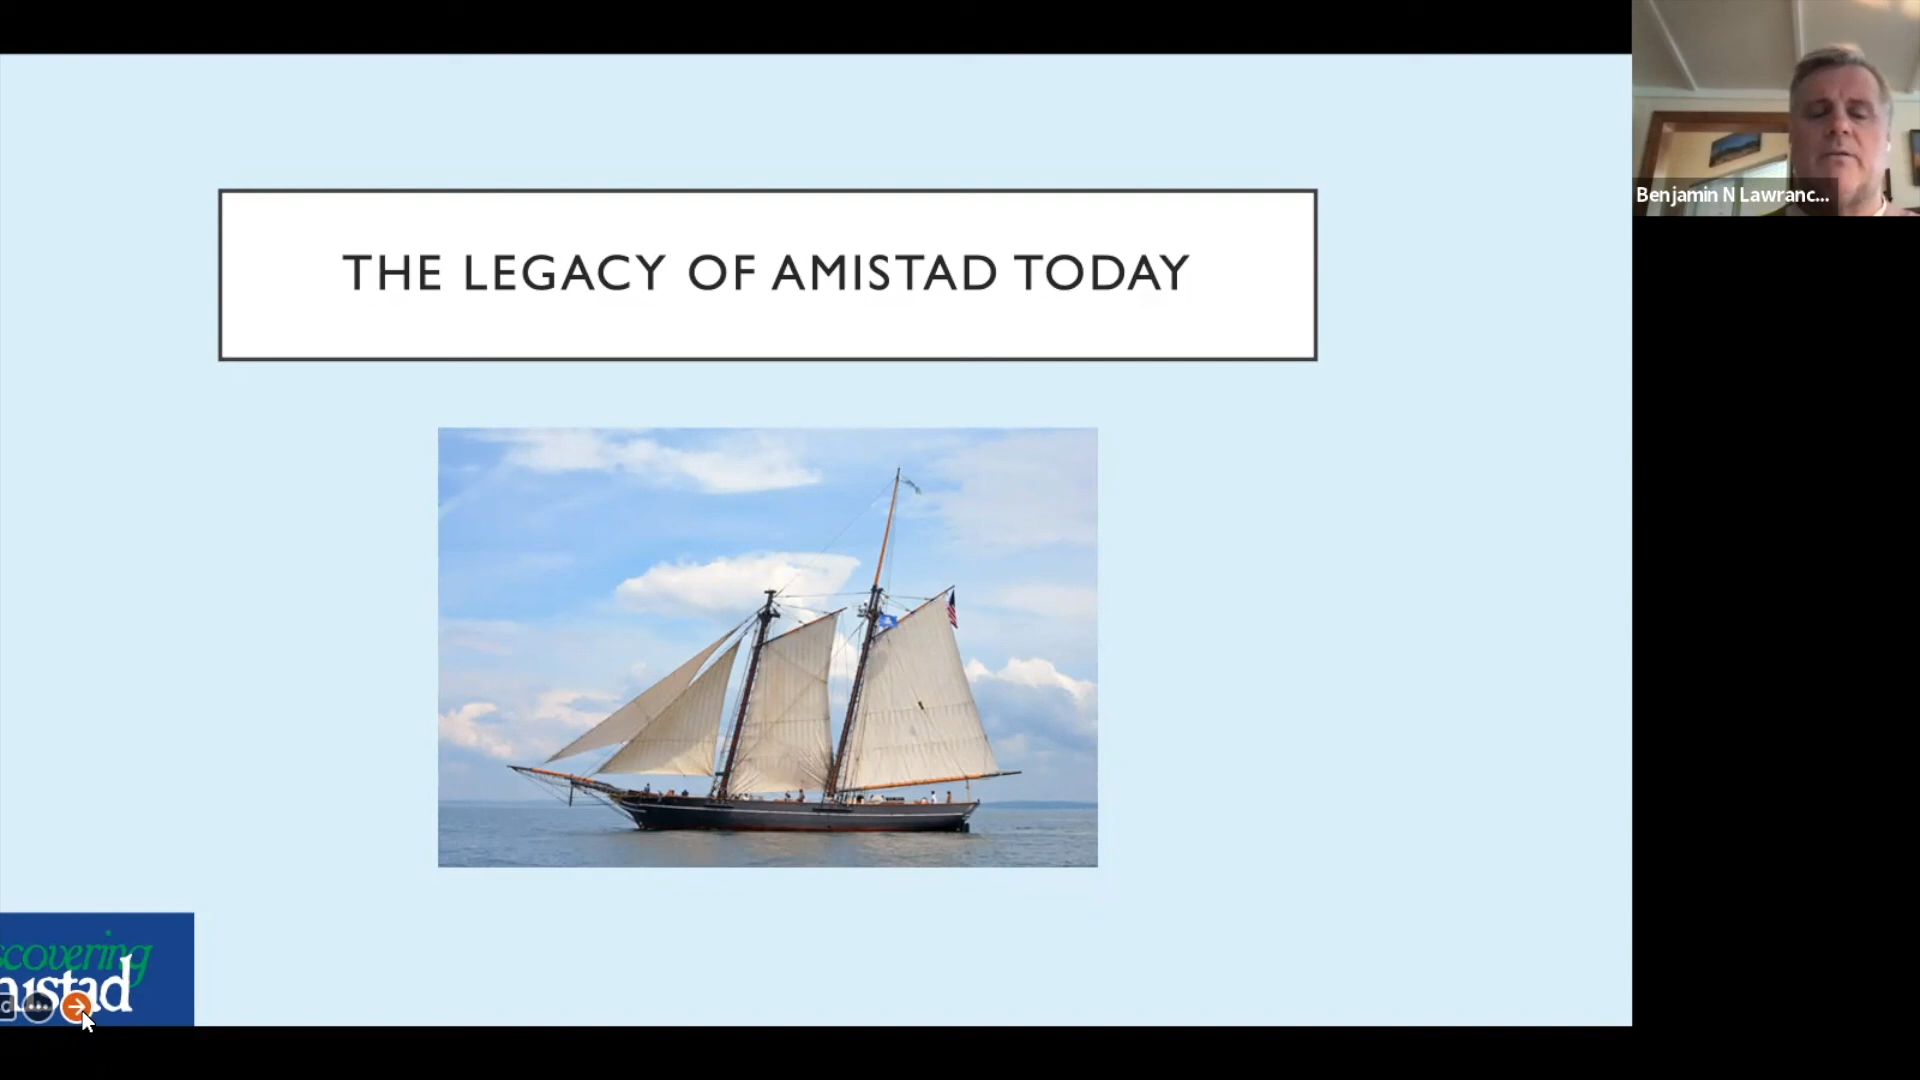 THE LEGACY OF AMISTAD TODAY
Benjamin N Lawranc...
scovering
mistad